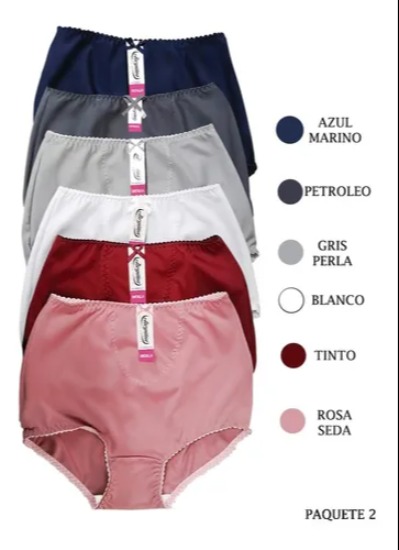 AZUL
MARINO
PETROLEO
GRIS
PERLA
BLANCO
TINTO
ROSA
SEDA
PAQUETE 2